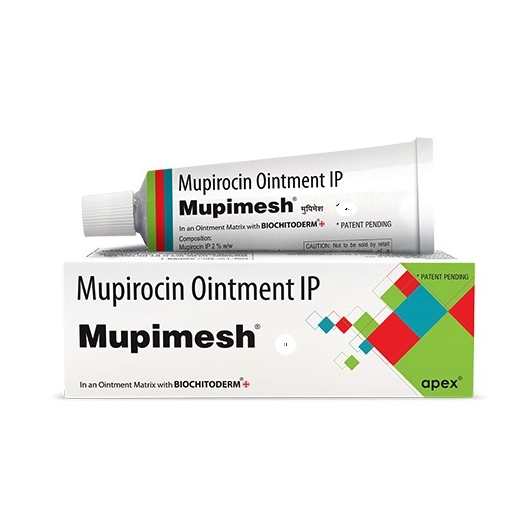 Mupirocin Ointment IP
Mupimesh® मुपिमेश
* PATENT PENDING
In an Ointment Matrix with BIOCHITODERM
Composition:
Mupirocin IP 2 % w/w
CAUTION: Not to be sold by retail
* PATENT PENDING
Mupirocin Ointment IP
Mupimesh®
In an Ointment Matrix with BIOCHITODERM
apex®